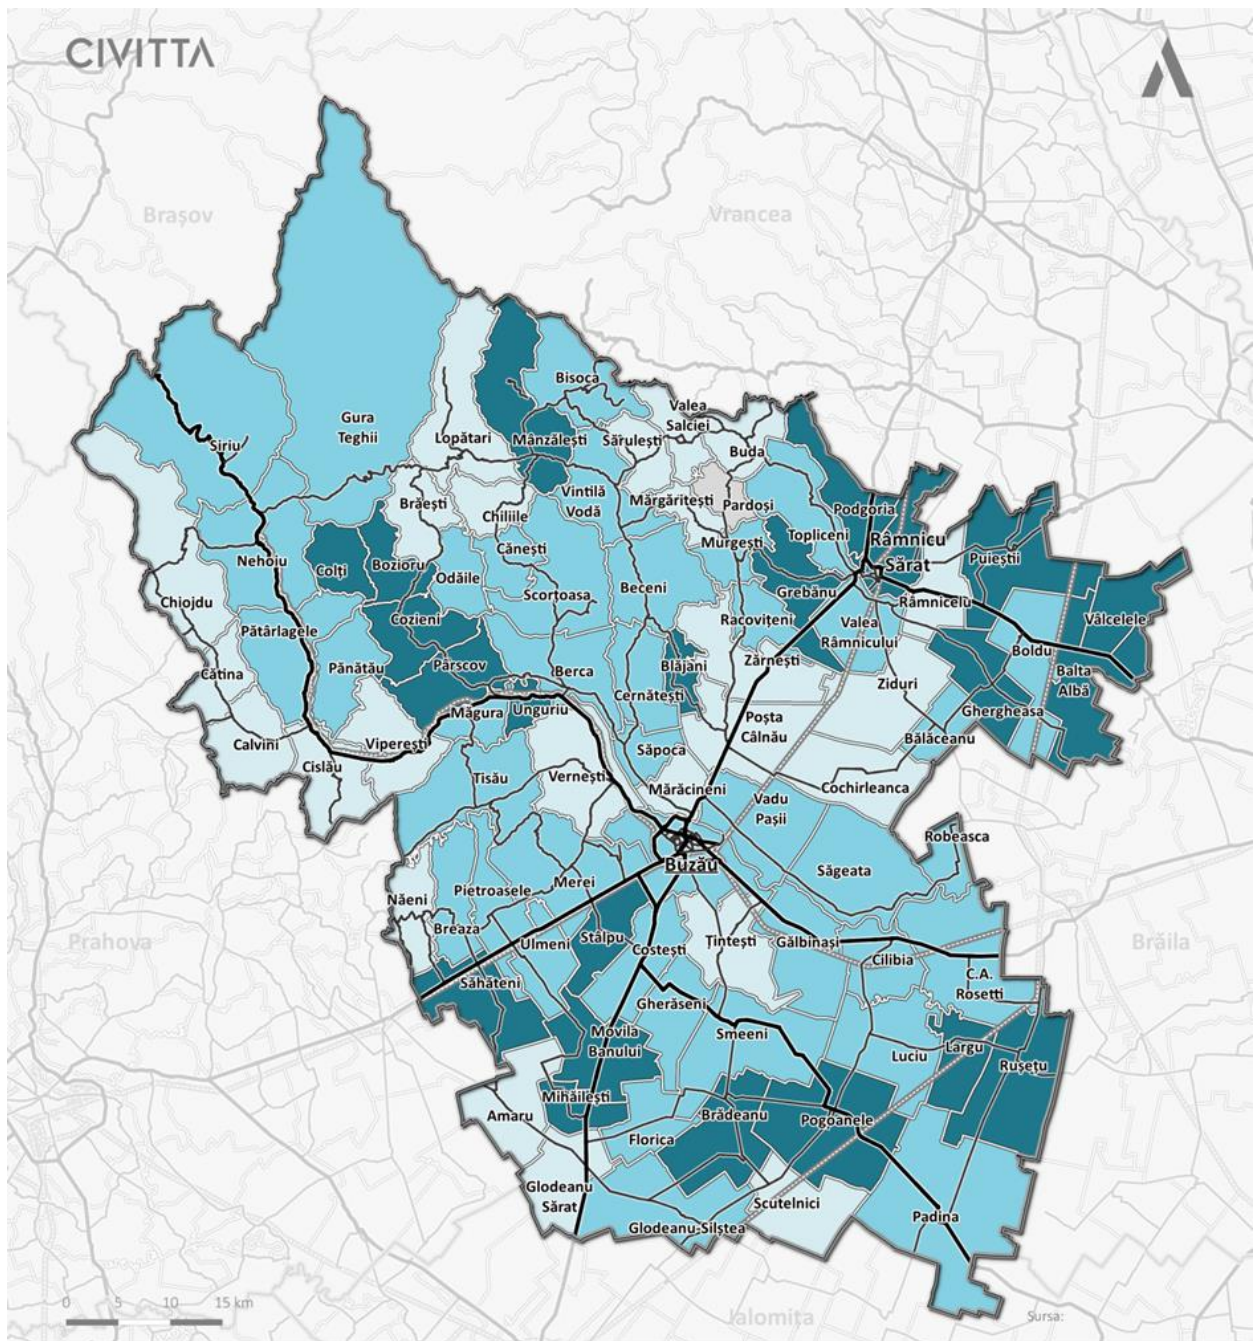 CIVITTA
Brașov
Vrancea
Bisoca
Valea
Salciei
Gura
Teghii
Siriu
Lopătari
Mânzălești
Sărulești
Buda
Vintilă
Vodă
Mărgăritești
Pardoși
Podgoria
Brăești
Chiliile
Murgești
Topliceni
Râmnicu
Sărat
Puieștii
Nehoiu
Colți
Bozioru
Odăile
Cănești
Scorțoasa
Beceni
Grebănu
Râmnicelu
Chiojdu
Pătârlagele
Cozieni
Racovițeni
Valea
Râmnicului
Vâlcelele
Boldu
Cătina
Pănătău
Pârscov
Berca
Blăjani
Zărnești
Ziduri
Balta
Albă
Cernătești
Măgura
Unguriu
Ghergheasa
Calvini
Viperești
Poșta
Câlnău
Bălăceanu
Cislău
Săpoca
Tisău
Vernești
Mărăcineni
Cochirleanca
Vadu
Pașii
Robeasca
Buzău
Săgeata
Năeni
Pietroasele
Merei
Breaza
Ulmeni
Stâlpu
Costești
Țintești
Gălbinași
Cilibia
Prahova
Brăila
C.A.
Rosetti
Săhăteni
Gherăseni
Movila
Banului
Smeeni
Luciu
Largu
Rușețu
Mihăilești
Amaru
Brădeanu
Pogoanele
Florica
Glodeanu
Sărat
Scutelnici
Padina
Glodeanu-Siliștea
0 5 10 15 km
Ialomița
Sursa: